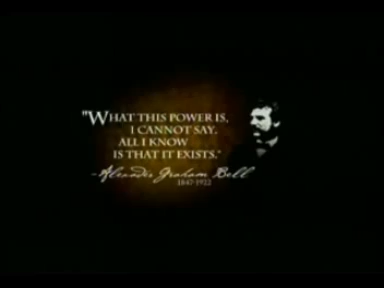 "WHAT THIS POWER IS,
I CANNOT SAY.
ALL I KNOW
IS THAT IT EXISTS."
~Alexander Graham Bell
1847-1922